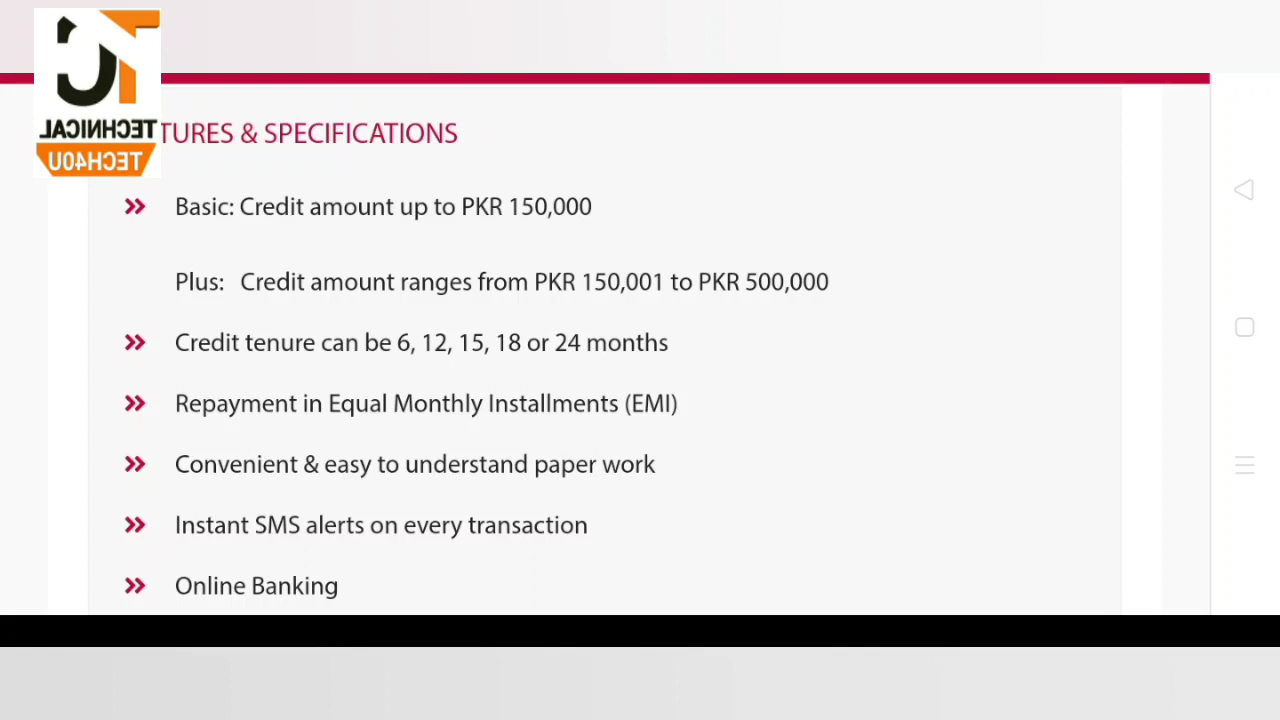 TECHNICAL
TECH40U
TURES & SPECIFICATIONS
Basic: Credit amount up to PKR 150,000
Plus: Credit amount ranges from PKR 150,001 to PKR 500,000
Credit tenure can be 6, 12, 15, 18 or 24 months
Repayment in Equal Monthly Installments (EMI)
Convenient & easy to understand paper work
Instant SMS alerts on every transaction
Online Banking